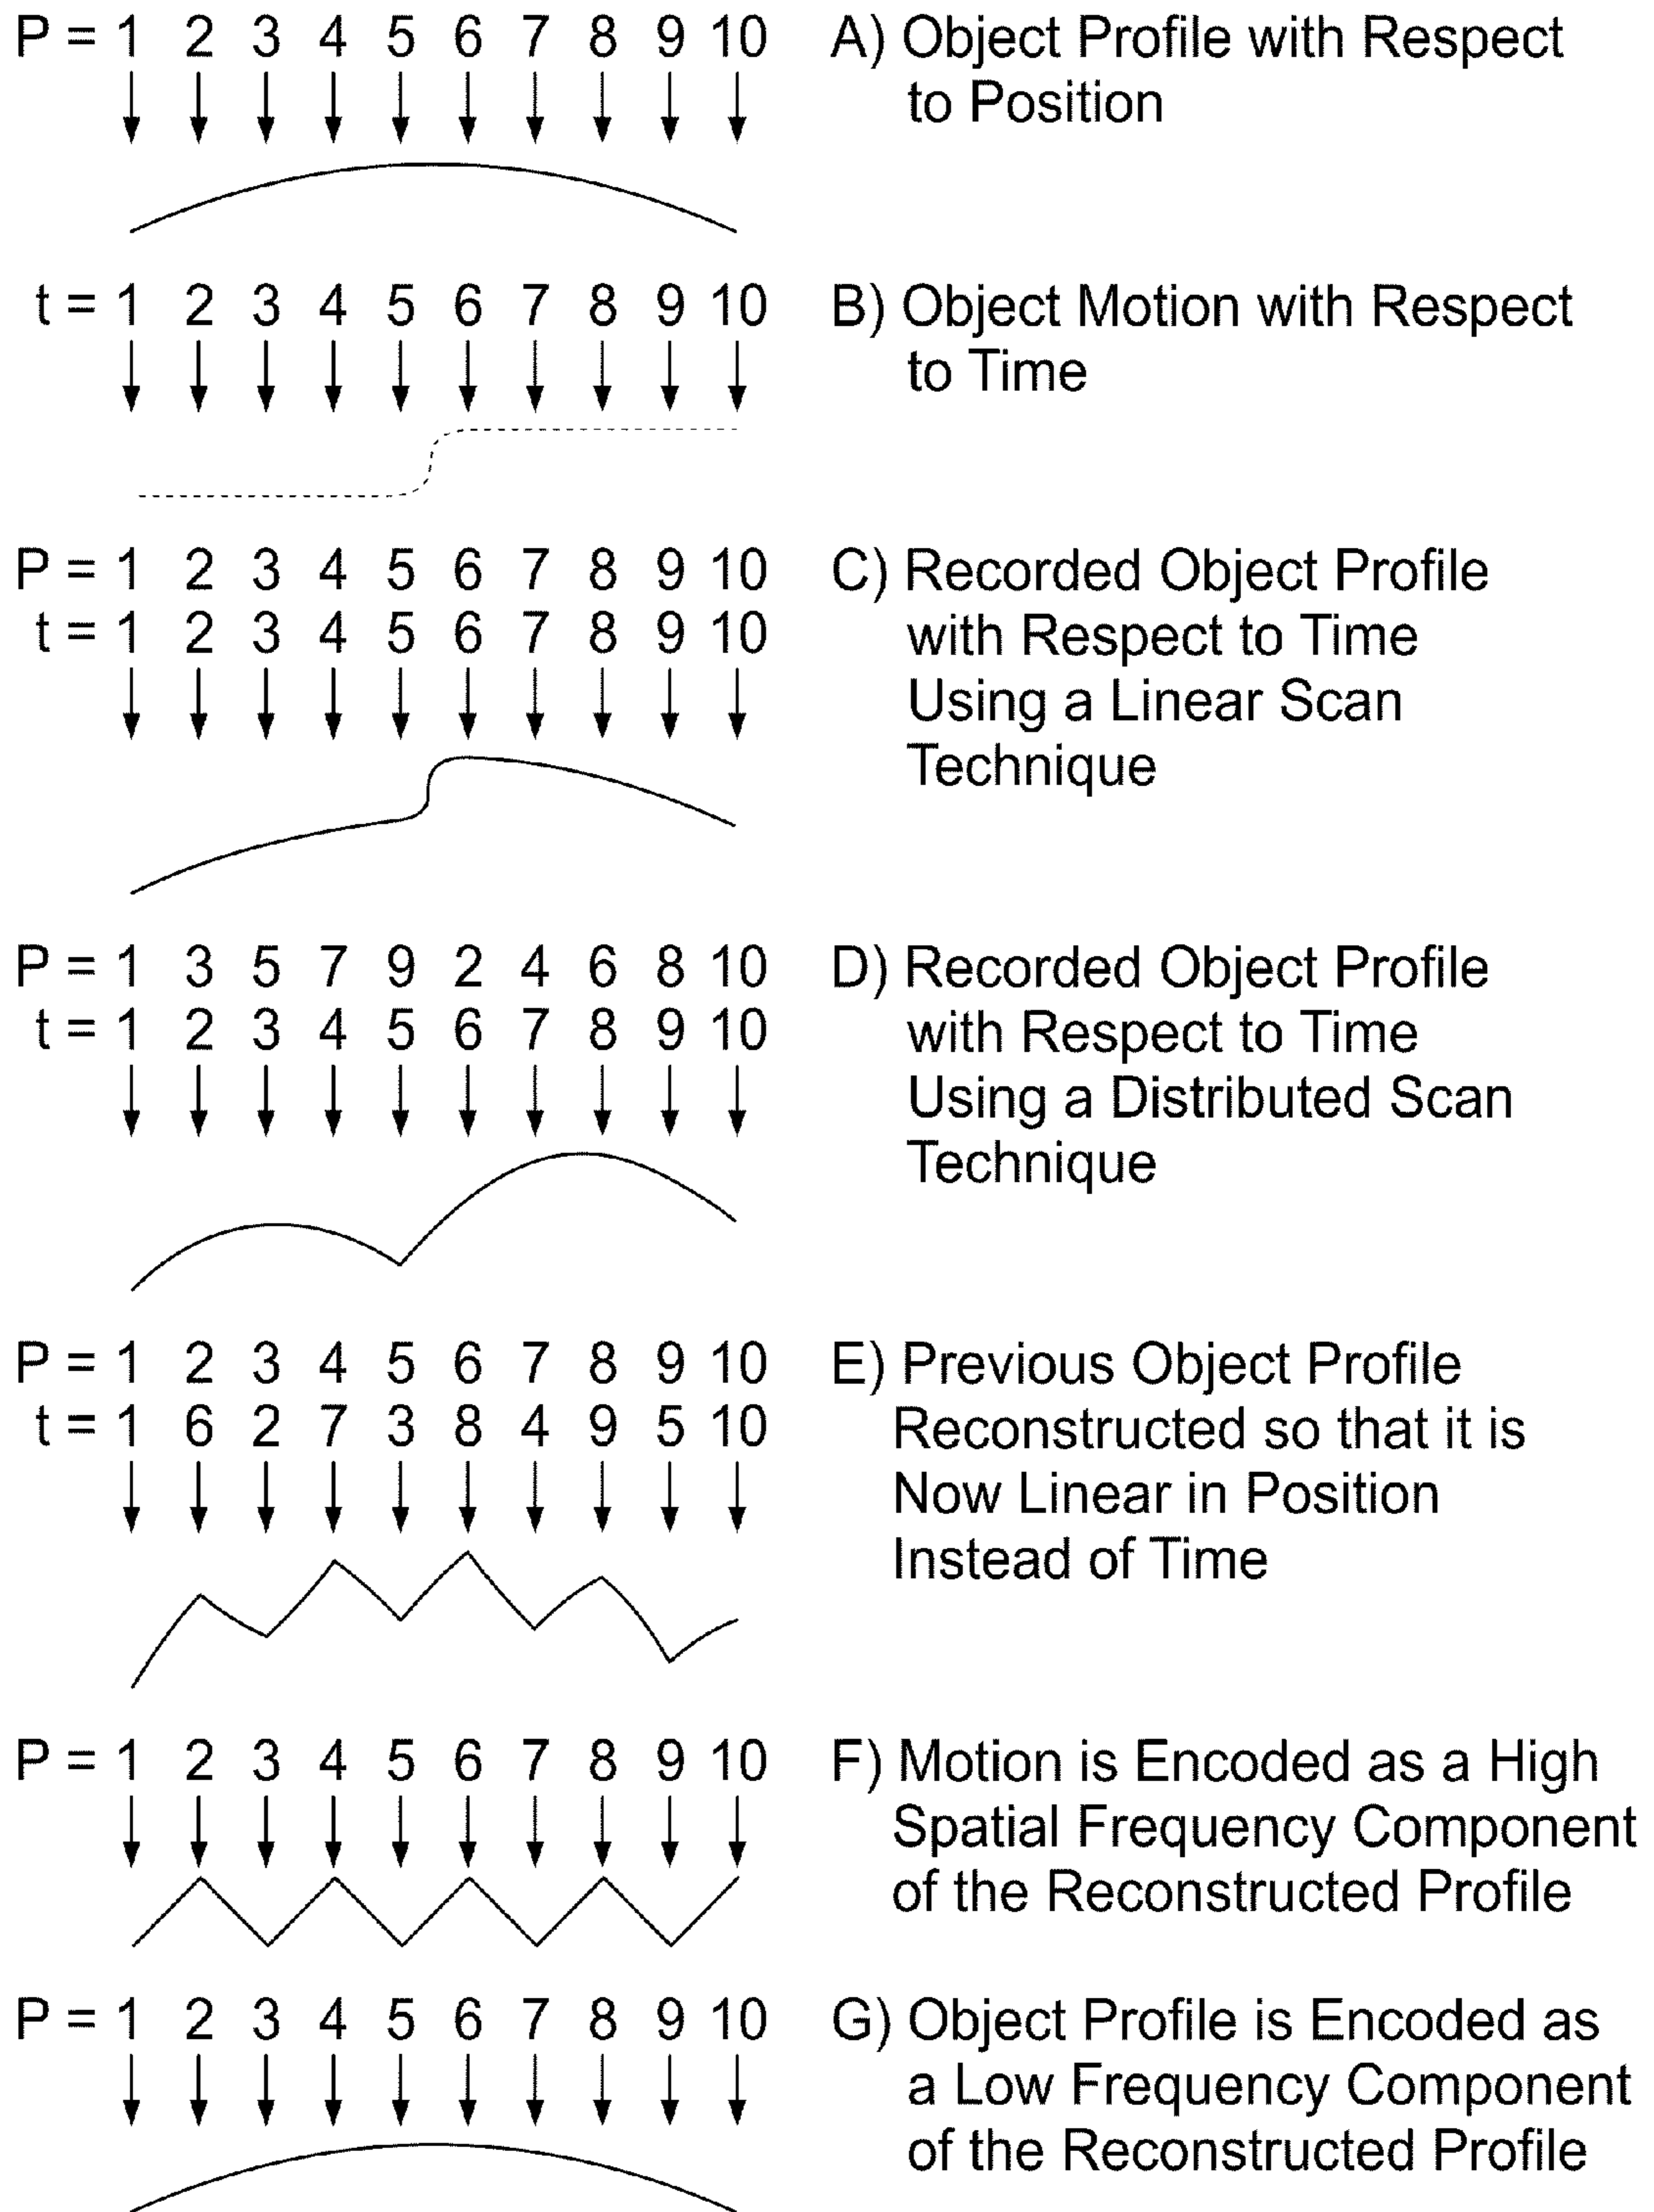 P = 1 2 3 4 5 6 7 8 9 10
A) Object Profile with Respect
to Position
t = 1 2 3 4 5 6 7 8 9 10
B) Object Motion with Respect
to Time
P = 1 2 3 4 5 6 7 8 9 10
t = 1 2 3 4 5 6 7 8 9 10
C) Recorded Object Profile
with Respect to Time
Using a Linear Scan
Technique
P = 1 3 5 7 9 2 4 6 8 10
t = 1 2 3 4 5 6 7 8 9 10
D) Recorded Object Profile
with Respect to Time
Using a Distributed Scan
Technique
P = 1 2 3 4 5 6 7 8 9 10
t = 1 6 2 7 3 8 4 9 5 10
E) Previous Object Profile
Reconstructed so that it is
Now Linear in Position
Instead of Time
P = 1 2 3 4 5 6 7 8 9 10
F) Motion is Encoded as a High
Spatial Frequency Component
of the Reconstructed Profile
P = 1 2 3 4 5 6 7 8 9 10
G) Object Profile is Encoded as
a Low Frequency Component
of the Reconstructed Profile